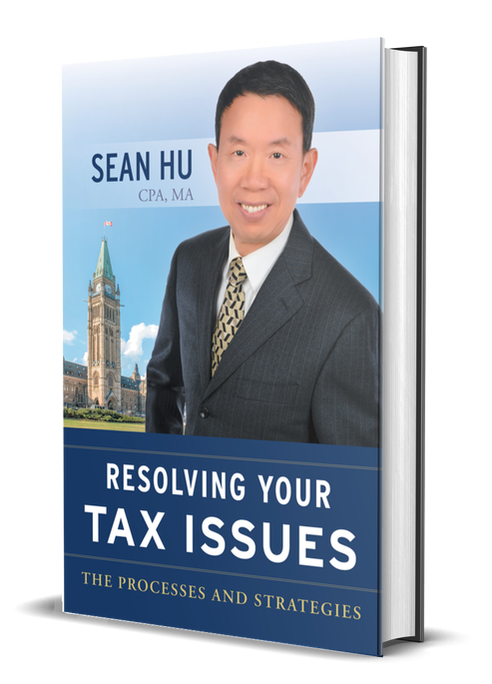 SEAN HU
CPA, MA
RESOLVING YOUR
TAX ISSUES
THE PROCESSES AND STRATEGIES